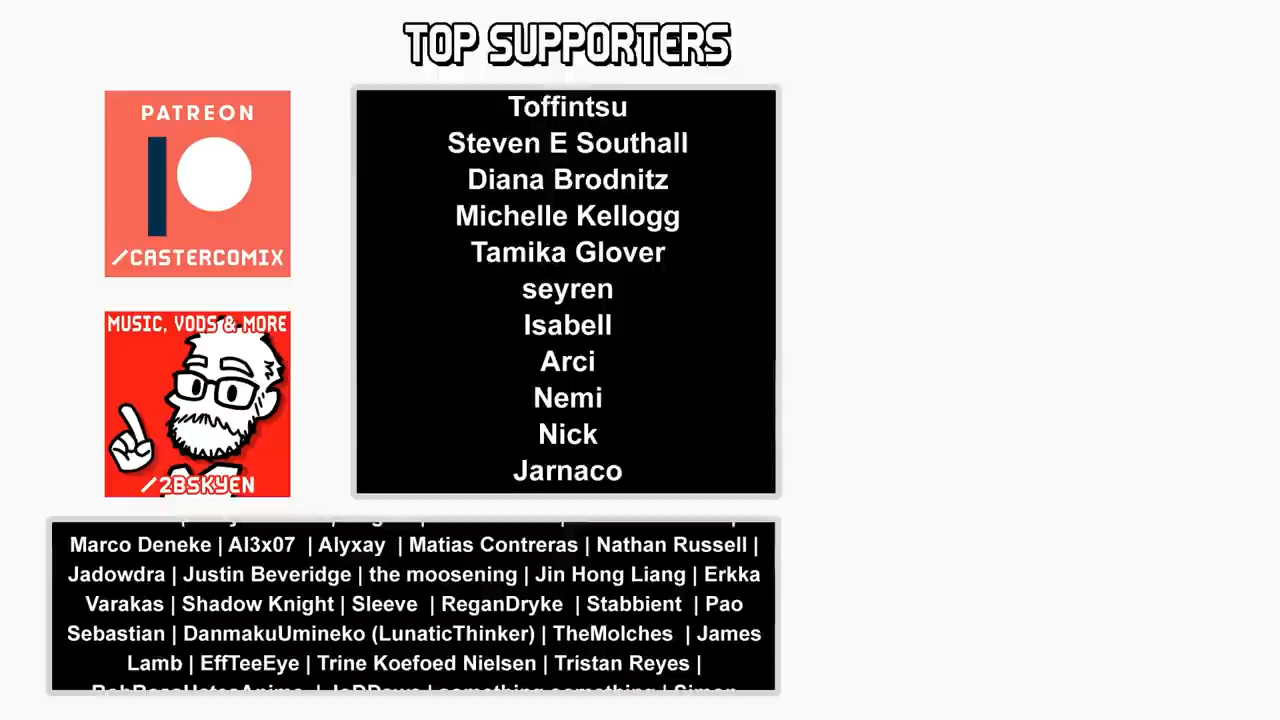 TOP SUPPORTERS
PATREON
/CASTERCOMIX
MUSIC, VODS & MORE
/2BSKYEN
Toffintsu
Steven E Southall
Diana Brodnitz
Michelle Kellogg
Tamika Glover
seyren
Isabell
Arci
Nemi
Nick
Jarnaco
Marco Deneke | Al3x07 | Alyxay | Matias Contreras | Nathan Russell |
Jadowdra | Justin Beveridge | the moosening | Jin Hong Liang | Erkka
Varakas | Shadow Knight | Sleeve | ReganDryke | Stabbient | Pao
Sebastian | DanmakuUmineko (LunaticThinker) | TheMolches | James
Lamb | EffTeeEye | Trine Koefoed Nielsen | Tristan Reyes |